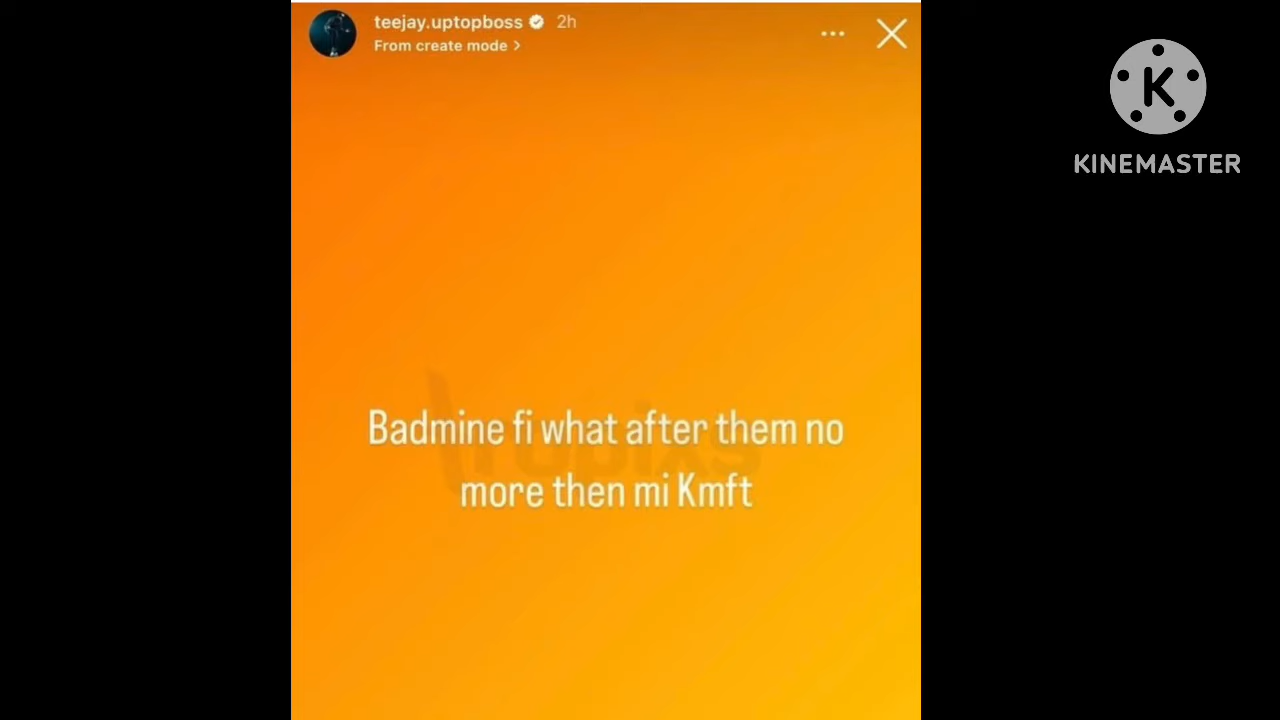 teejay.uptopboss 2h
From create mode >
KINEMASTER
Badmine fi what after them no
more then mi Kmft